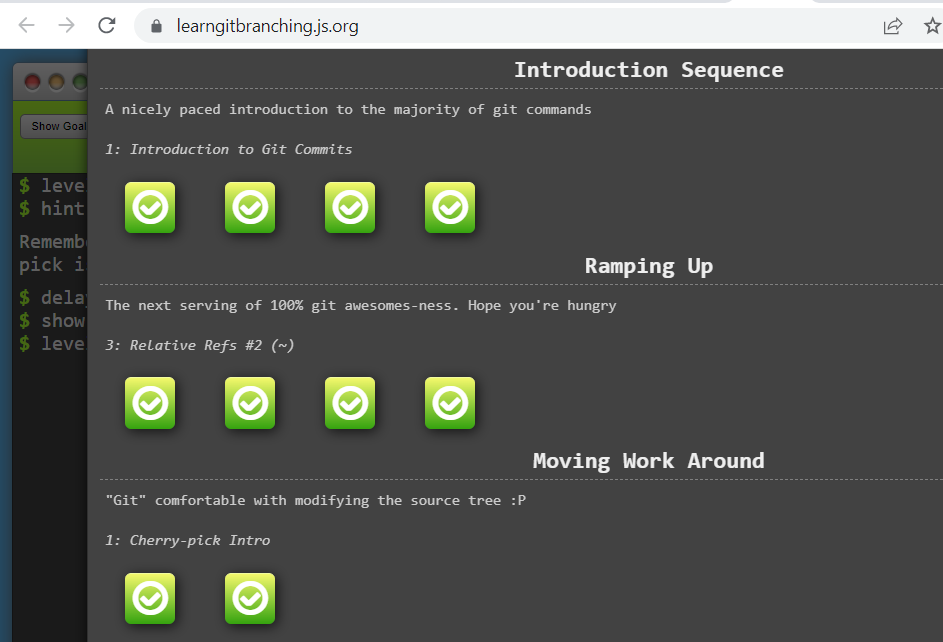 learngitbranching.js.org
Introduction Sequence
A nicely paced introduction to the majority of git commands
1: Introduction to Git Commits
Ramping Up
The next serving of 100% git awesomes-ness. Hope you're hungry
3: Relative Refs #2 (~)
Moving Work Around
"Git" comfortable with modifying the source tree :P
1: Cherry-pick Intro
Show Goal
$ leve
$ hint
Rememb
pick i
$ dela
$ show
$ leve